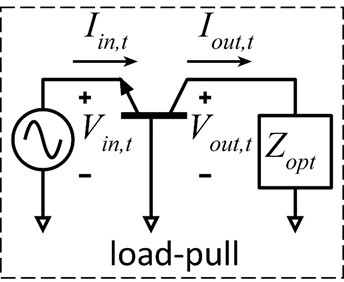 I_in,t I_out,t
+ +
V_in,t V_out,t Z_opt
- -
load-pull